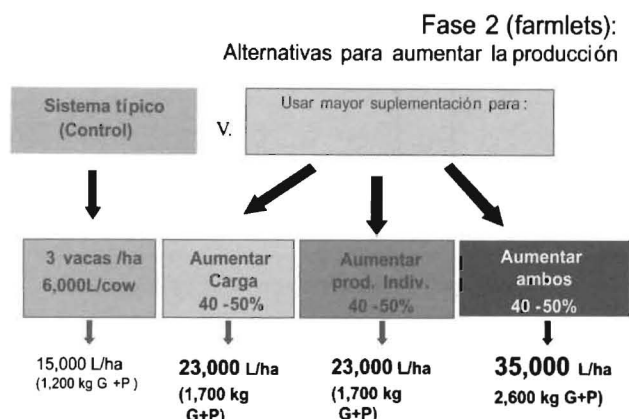 Fase 2 (farmlets):
Alternativas para aumentar la producción
Sistema típico
(Control)
V.
Usar mayor suplementación para :
3 vacas /ha
6,000L/cow
Aumentar
Carga
40 -50%
Aumentar
prod. Indiv.
40 -50%
Aumentar
ambos
40 -50%
15,000 L/ha
(1,200 kg G +P )
23,000 L/ha
(1,700 kg
G+P)
23,000 L/ha
(1,700 kg
G+P)
35,000 L/ha
2,600 kg G+P)